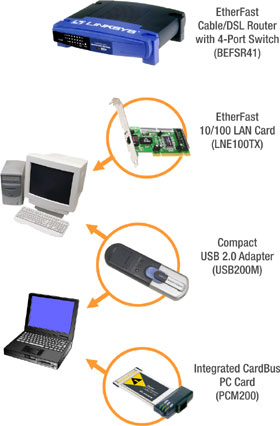 EtherFast
Cable/DSL Router
with 4-Port Switch
(BEFSR41)
LINKSYS
EtherFast
10/100 LAN Card
(LNE100TX)
Compact
USB 2.0 Adapter
(USB200M)
Integrated CardBus
PC Card
(PCM200)